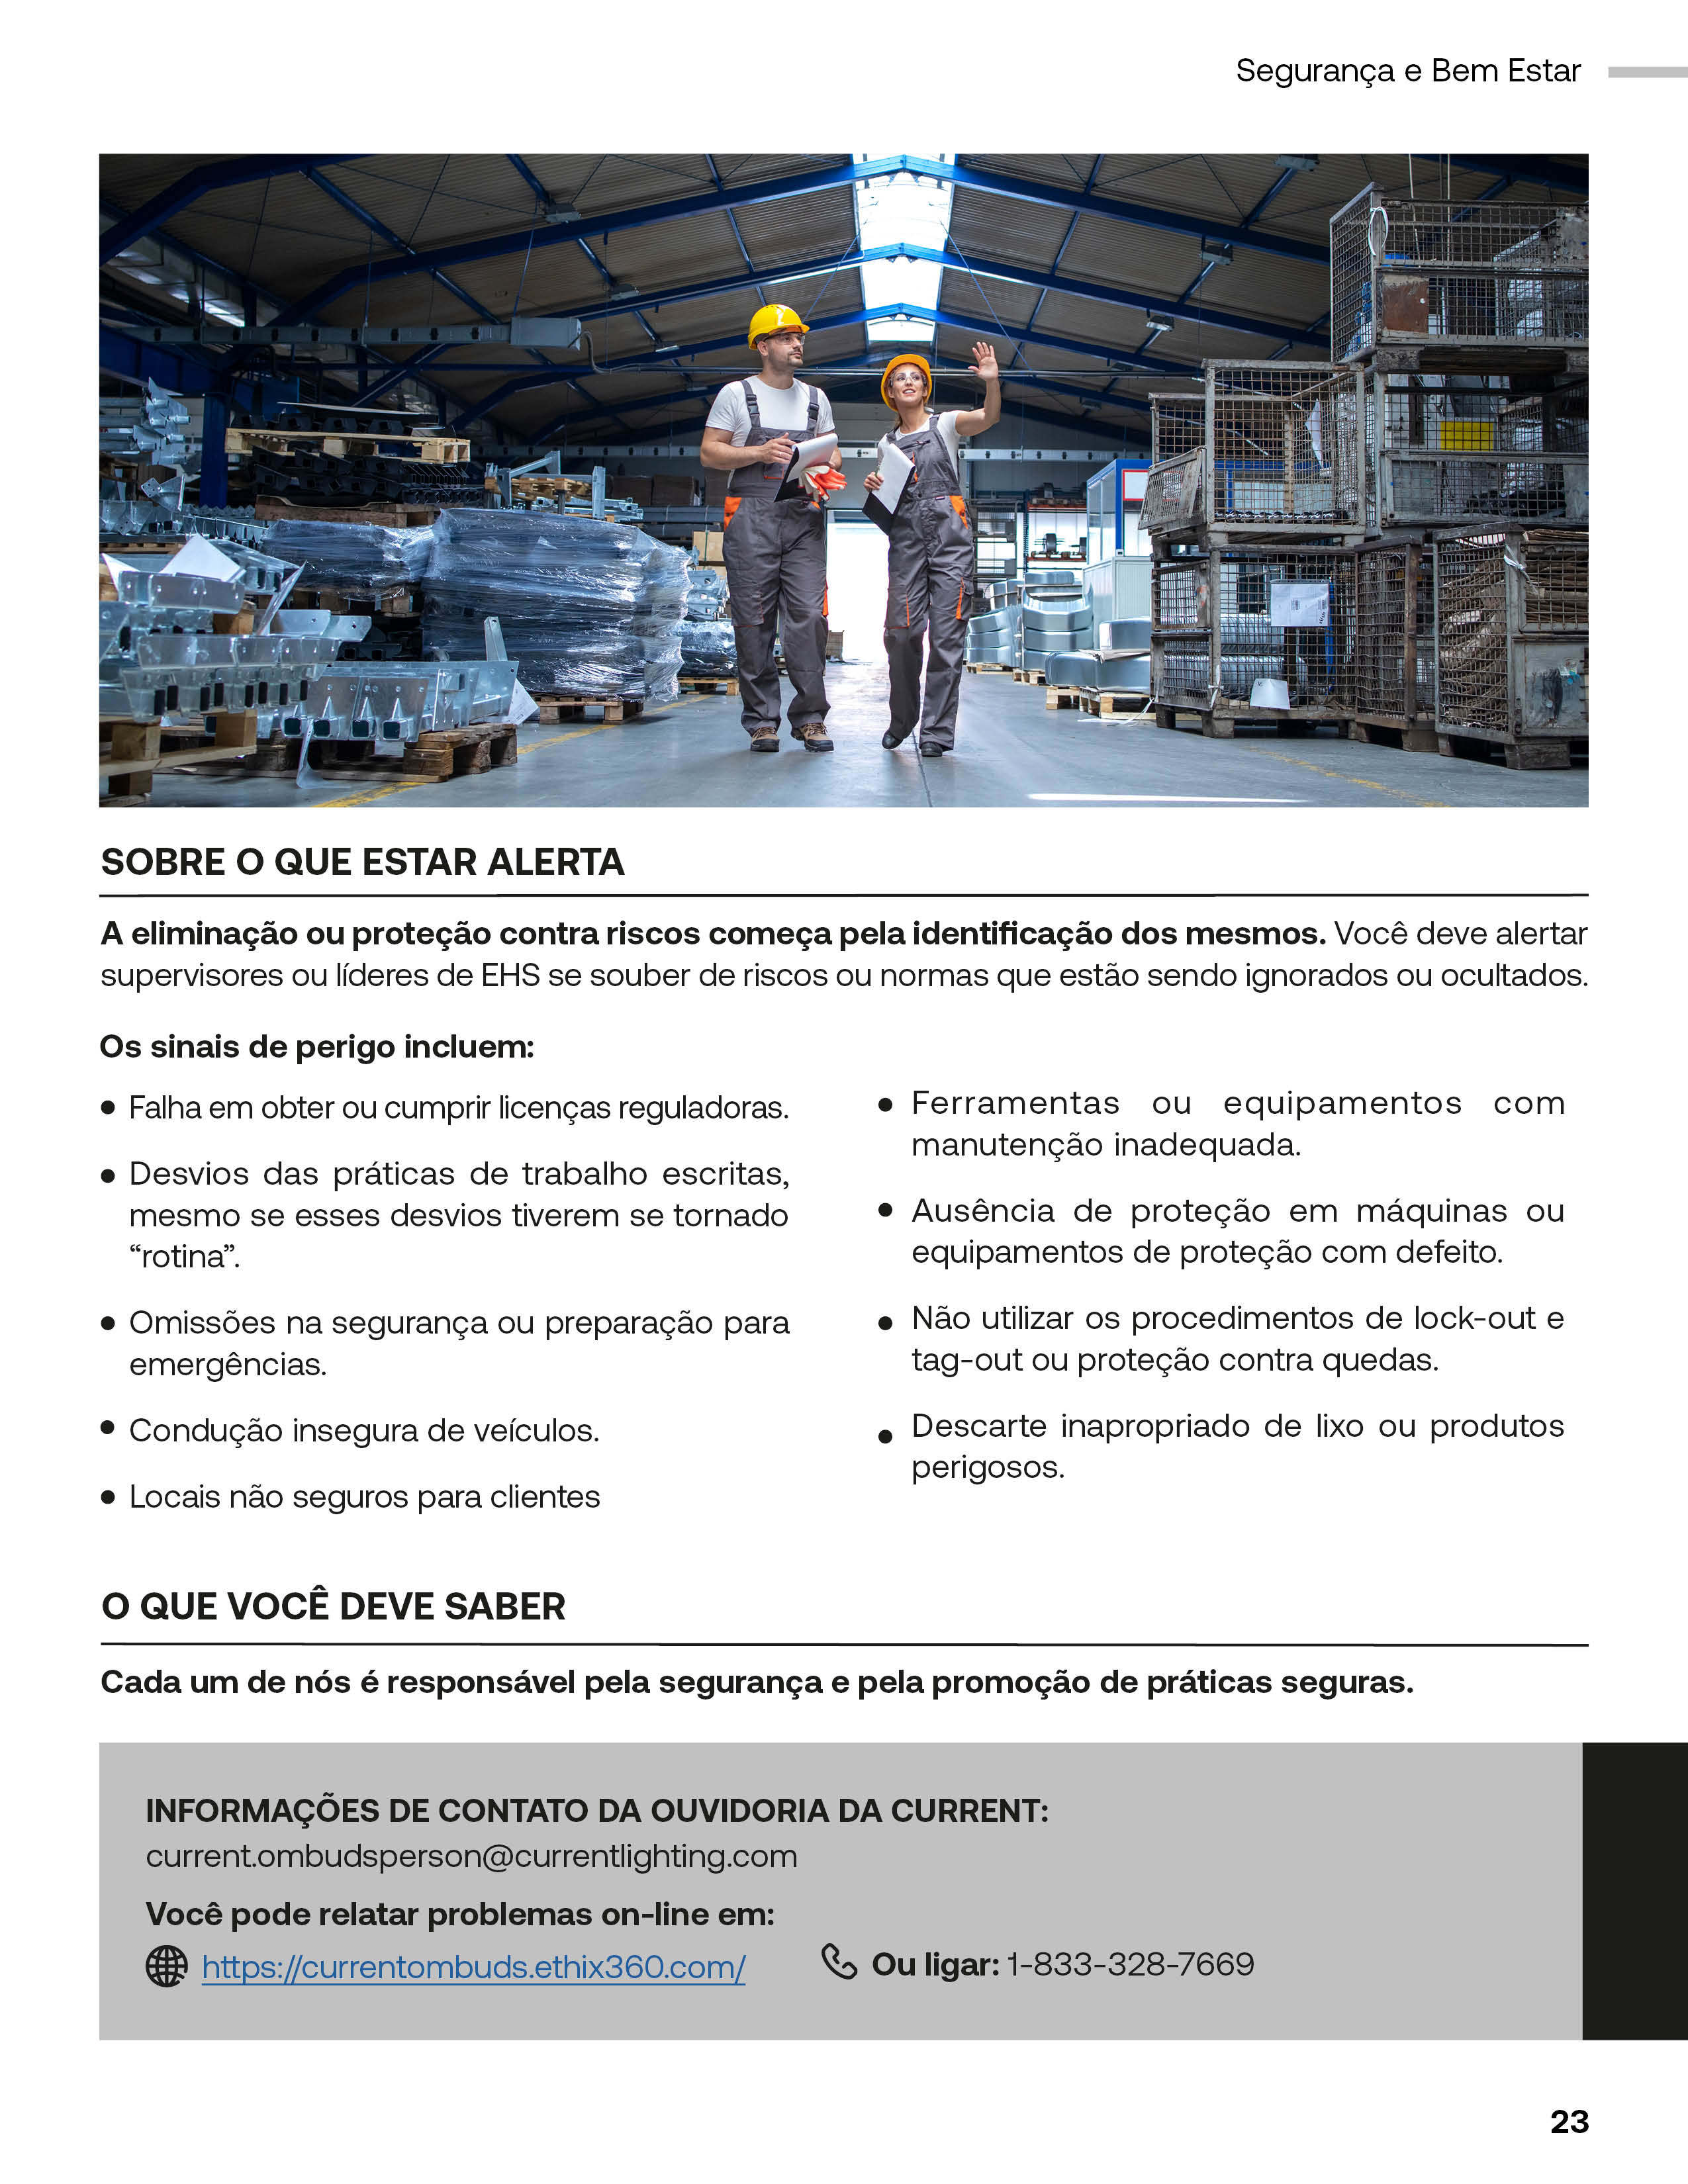 Segurança e Bem Estar
SOBRE O QUE ESTAR ALERTA
A eliminação ou proteção contra riscos começa pela identificação dos mesmos. Você deve alertar
supervisores ou líderes de EHS se souber de riscos ou normas que estão sendo ignorados ou ocultados.
Os sinais de perigo incluem:
• Falha em obter ou cumprir licenças reguladoras.
• Desvios das práticas de trabalho escritas,
mesmo se esses desvios tiverem se tornado
“rotina”.
• Omissões na segurança ou preparação para
emergências.
• Condução insegura de veículos.
• Locais não seguros para clientes
• Ferramentas ou equipamentos com
manutenção inadequada.
• Ausência de proteção em máquinas ou
equipamentos de proteção com defeito.
• Não utilizar os procedimentos de lock-out e
tag-out ou proteção contra quedas.
• Descarte inapropriado de lixo ou produtos
perigosos.
O QUE VOCÊ DEVE SABER
Cada um de nós é responsável pela segurança e pela promoção de práticas seguras.
INFORMAÇÕES DE CONTATO DA OUVIDORIA DA CURRENT:
current.ombudsperson@currentlighting.com
Você pode relatar problemas on-line em:
https://currentombuds.ethix360.com/
Ou ligar: 1-833-328-7669
23